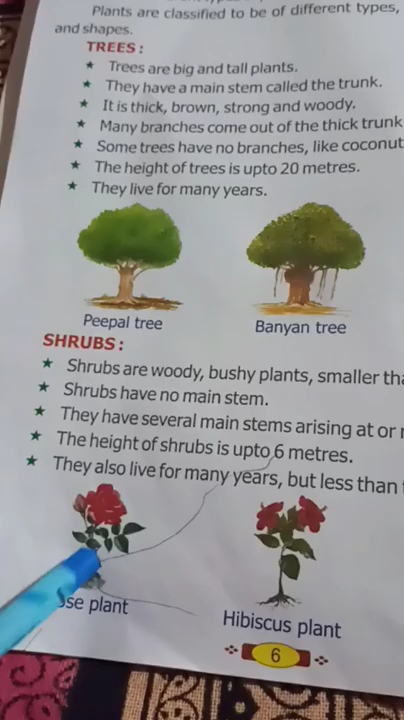 Plants are classified to be of different types,
and shapes.
TREES :
★ Trees are big and tall plants.
★ They have a main stem called the trunk.
★ It is thick, brown, strong and woody.
★ Many branches come out of the thick trunk
★ Some trees have no branches, like coconut
★ The height of trees is upto 20 metres.
★ They live for many years.
Peepal tree
Banyan tree
SHRUBS :
★ Shrubs are woody, bushy plants, smaller
★ Shrubs have no main stem.
★ They have several main stems arising at or
★ The height of shrubs is upto 6 metres.
★ They also live for many years, but less than
plant
Hibiscus plant
6